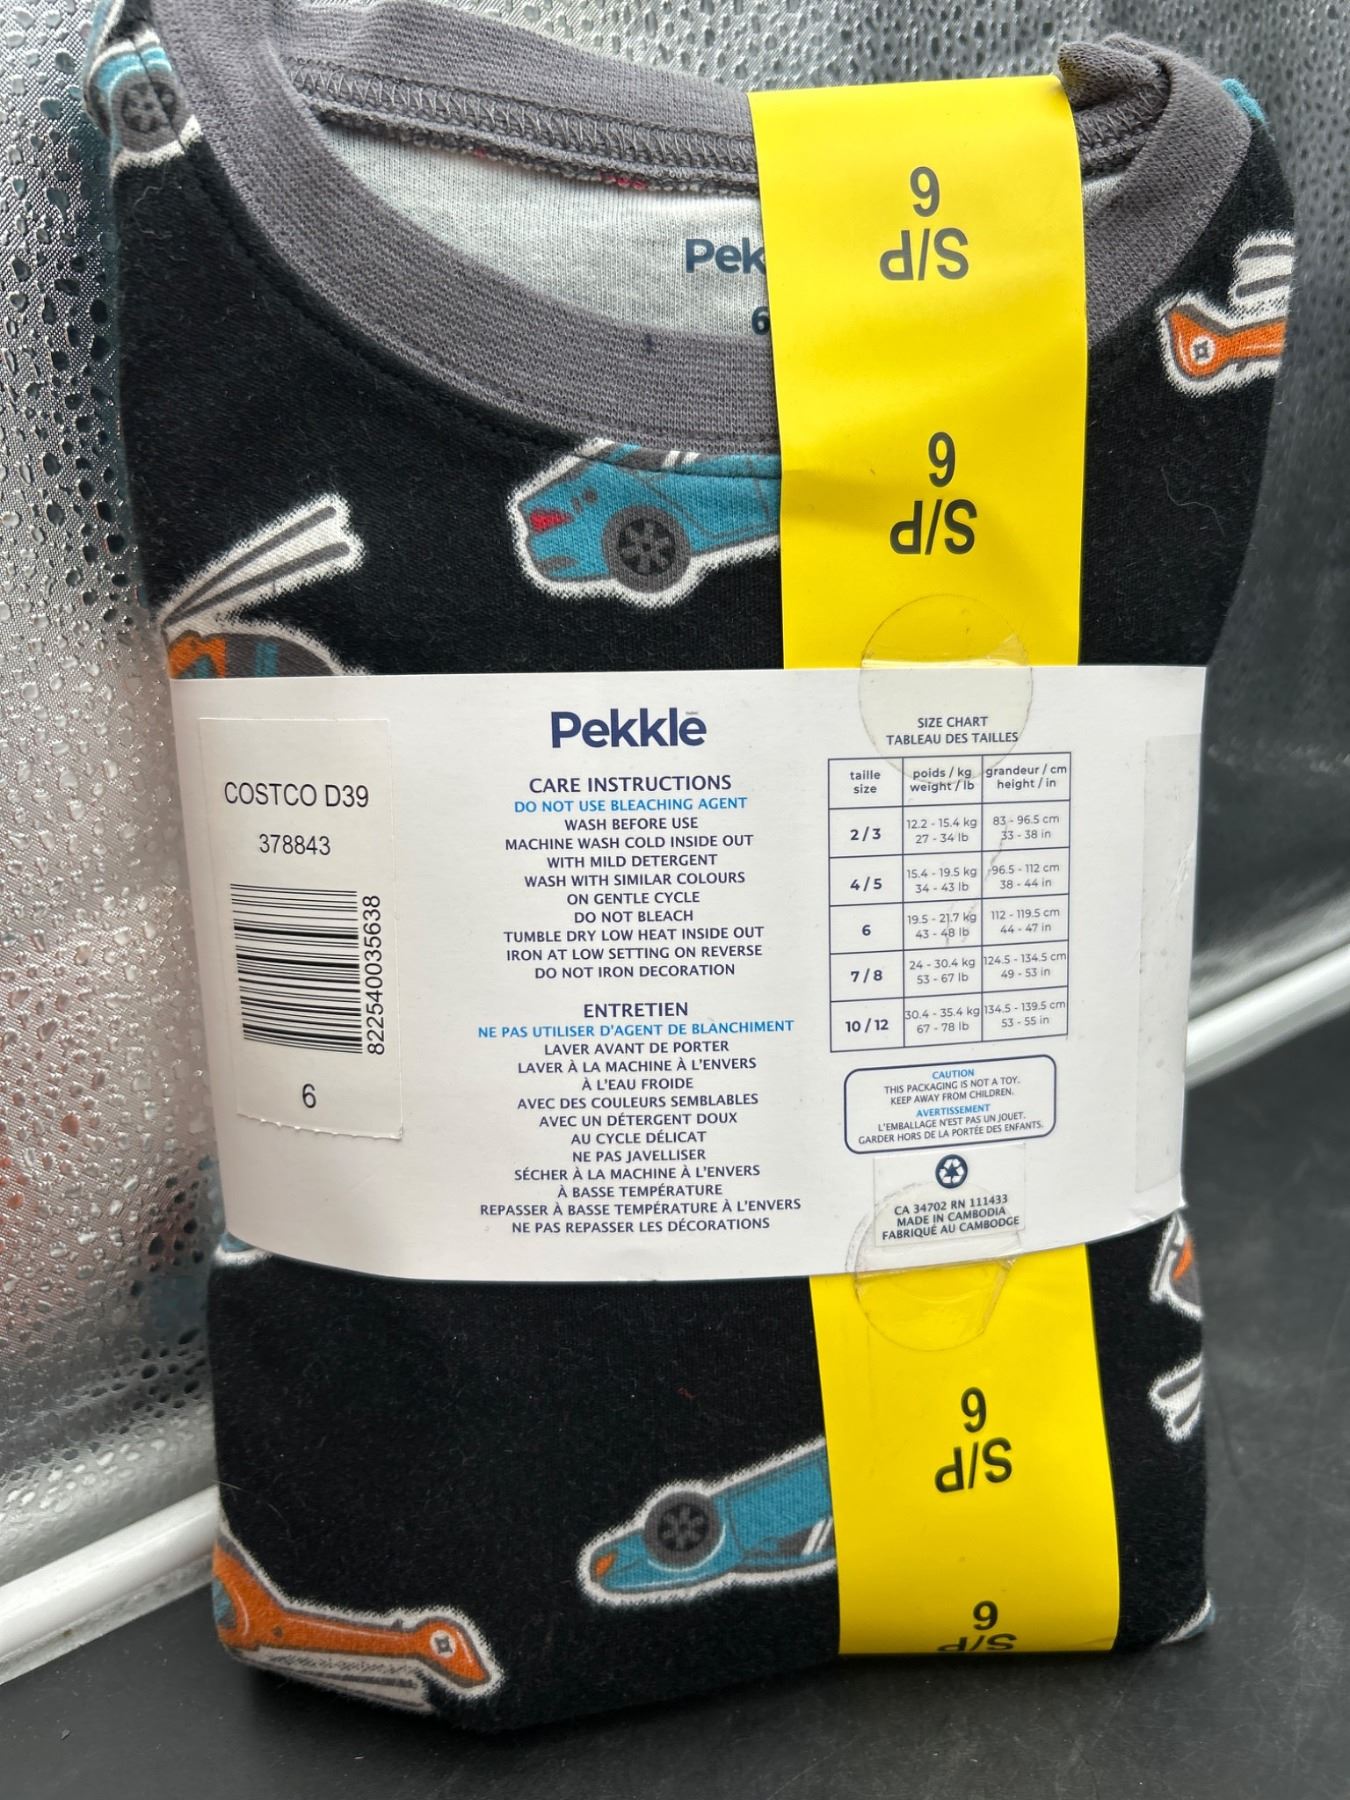 6
S/P
6
S/P
Pek
6
COSTCO D39
378843
822540035638
6
Pekkle
CARE INSTRUCTIONS
DO NOT USE BLEACHING AGENT
WASH BEFORE USE
MACHINE WASH COLD INSIDE OUT
WITH MILD DETERGENT
WASH WITH SIMILAR COLOURS
ON GENTLE CYCLE
DO NOT BLEACH
TUMBLE DRY LOW HEAT INSIDE OUT
IRON AT LOW SETTING ON REVERSE
DO NOT IRON DECORATION
ENTRETIEN
NE PAS UTILISER D'AGENT DE BLANCHIMENT
LAVER AVANT DE PORTER
LAVER À LA MACHINE À L'ENVERS
À L'EAU FROIDE
AVEC DES COULEURS SEMBLABLES
AVEC UN DÉTERGENT DOUX
AU CYCLE DÉLICAT
NE PAS JAVELLISER
SÉCHER À LA MACHINE À L'ENVERS
À BASSE TEMPÉRATURE
REPASSER À BASSE TEMPÉRATURE À L'ENVERS
NE PAS REPASSER LES DÉCORATIONS
SIZE CHART
TABLEAU DES TAILLES
taille poids / kg grandeur / cm
size weight / lb height / in
2 / 3 12.2 - 15.4 kg 83 - 96.5 cm
27 - 34 lb 33 - 38 in
4 / 5 15.4 - 19.5 kg 96.5 - 112 cm
34 - 43 lb 38 - 44 in
6 19.5 - 21.7 kg 112 - 119.5 cm
43 - 48 lb 44 - 47 in
7 / 8 24 - 30.4 kg 124.5 - 134.5 cm
53 - 67 lb 49 - 53 in
10 / 12 30.4 - 35.4 kg 134.5 - 139.5 cm
67 - 78 lb 53 - 55 in
CAUTION
THIS PACKAGING IS NOT A TOY.
KEEP AWAY FROM CHILDREN.
AVERTISSEMENT
L'EMBALLAGE N'EST PAS UN JOUET.
GARDER HORS DE LA PORTÉE DES ENFANTS.
CA 34702 RN 111433
MADE IN CAMBODIA
FABRIQUÉ AU CAMBODGE
6
S/P
6
S/P